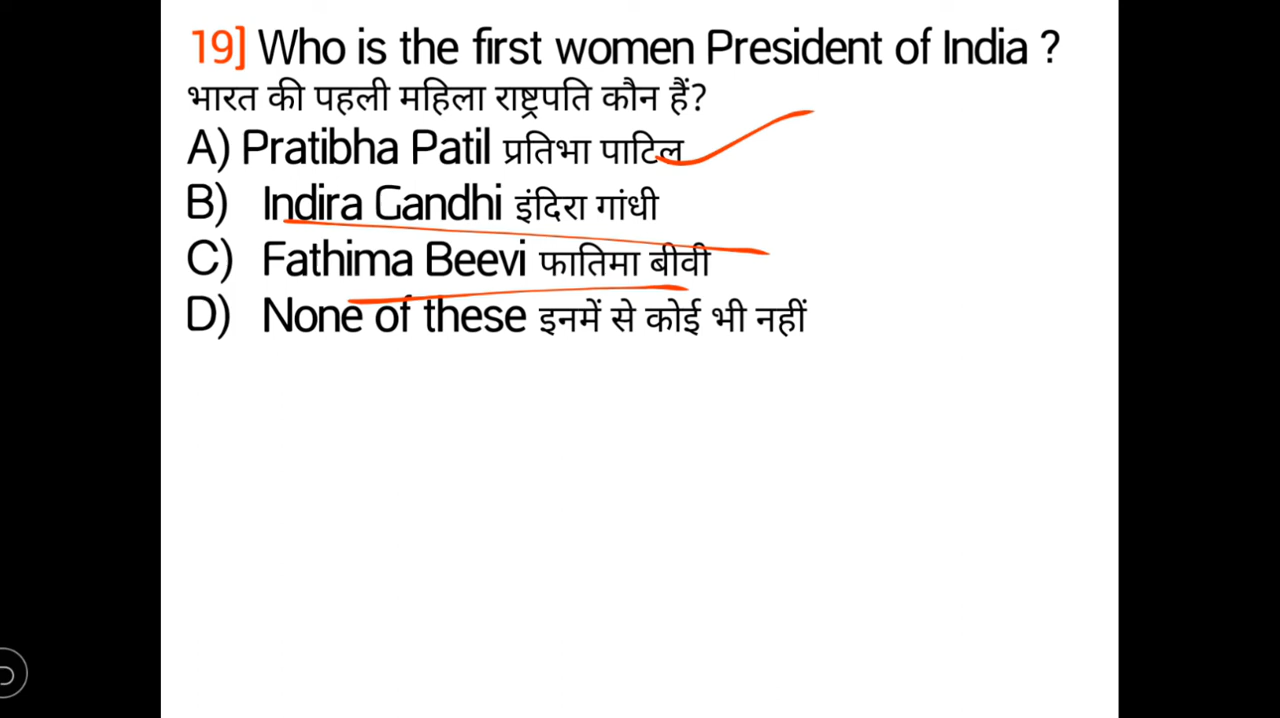 19] Who is the first women President of India ?
भारत की पहली महिला राष्ट्रपति कौन हैं?
A) Pratibha Patil प्रतिभा पाटिल
B) Indira Gandhi इंदिरा गांधी
C) Fathima Beevi फातिमा बीवी
D) None of these इनमें से कोई भी नहीं